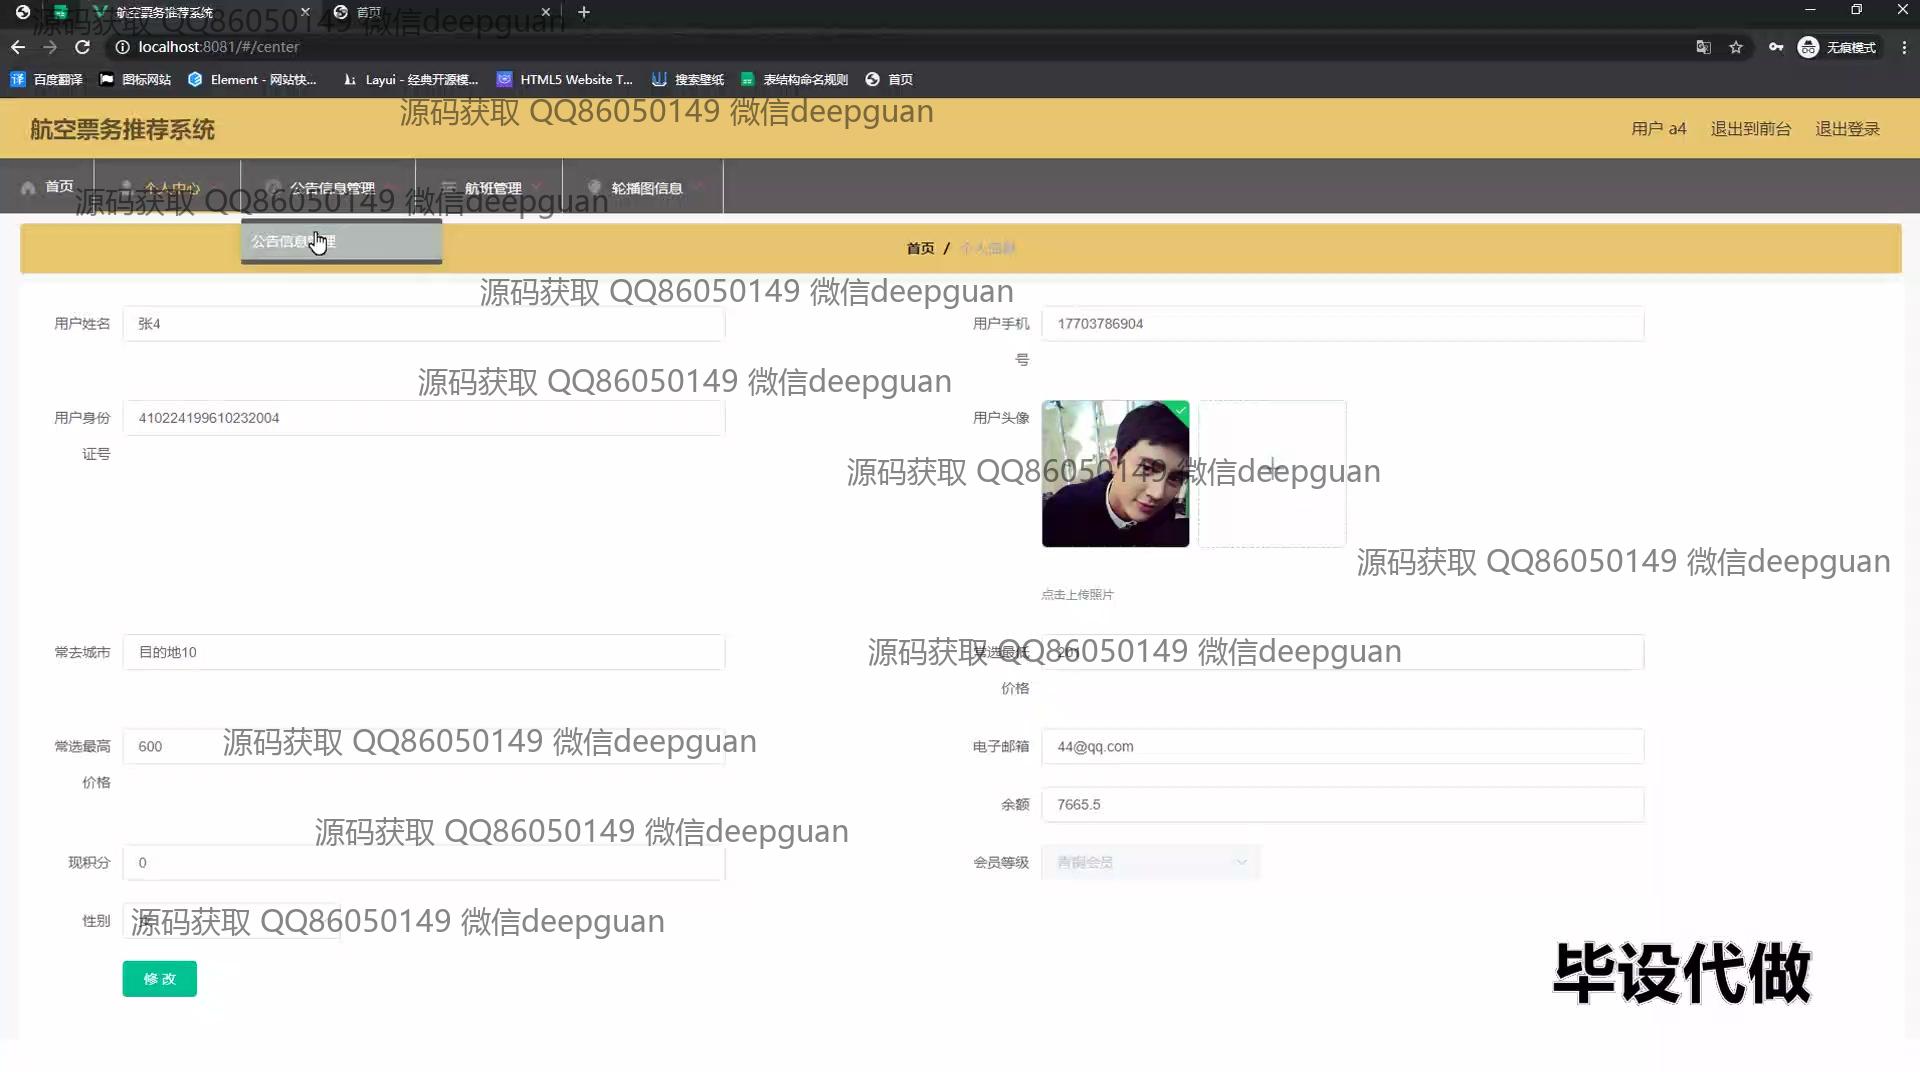 航空票务推荐系统
首页
源码获取 QQ86050149 微信deepguan
localhost:8081/#/center
无痕模式
百度翻译
图标网站
Element - 网站快...
Layui - 经典开源模...
HTML5 Website T...
搜索壁纸
表结构命名规则
首页
源码获取 QQ86050149 微信deepguan
航空票务推荐系统
用户 a4
退出到前台
退出登录
首页
个人中心
公告信息管理
航班管理
轮播图信息
源码获取 QQ86050149 微信deepguan
公告信息管理
首页 / 个人信息
源码获取 QQ86050149 微信deepguan
用户姓名
张4
用户手机
号
17703786904
源码获取 QQ86050149 微信deepguan
用户身份
证号
410224199610232004
用户头像
源码获取 QQ86050149 微信deepguan
源码获取 QQ86050149 微信deepguan
点击上传照片
常去城市
目的地10
常选最低
价格
源码获取 QQ86050149 微信deepguan
常选最高
价格
600
源码获取 QQ86050149 微信deepguan
电子邮箱
44@qq.com
余额
7665.5
源码获取 QQ86050149 微信deepguan
现积分
0
会员等级
青铜会员
性别
源码获取 QQ86050149 微信deepguan
修 改
毕设代做